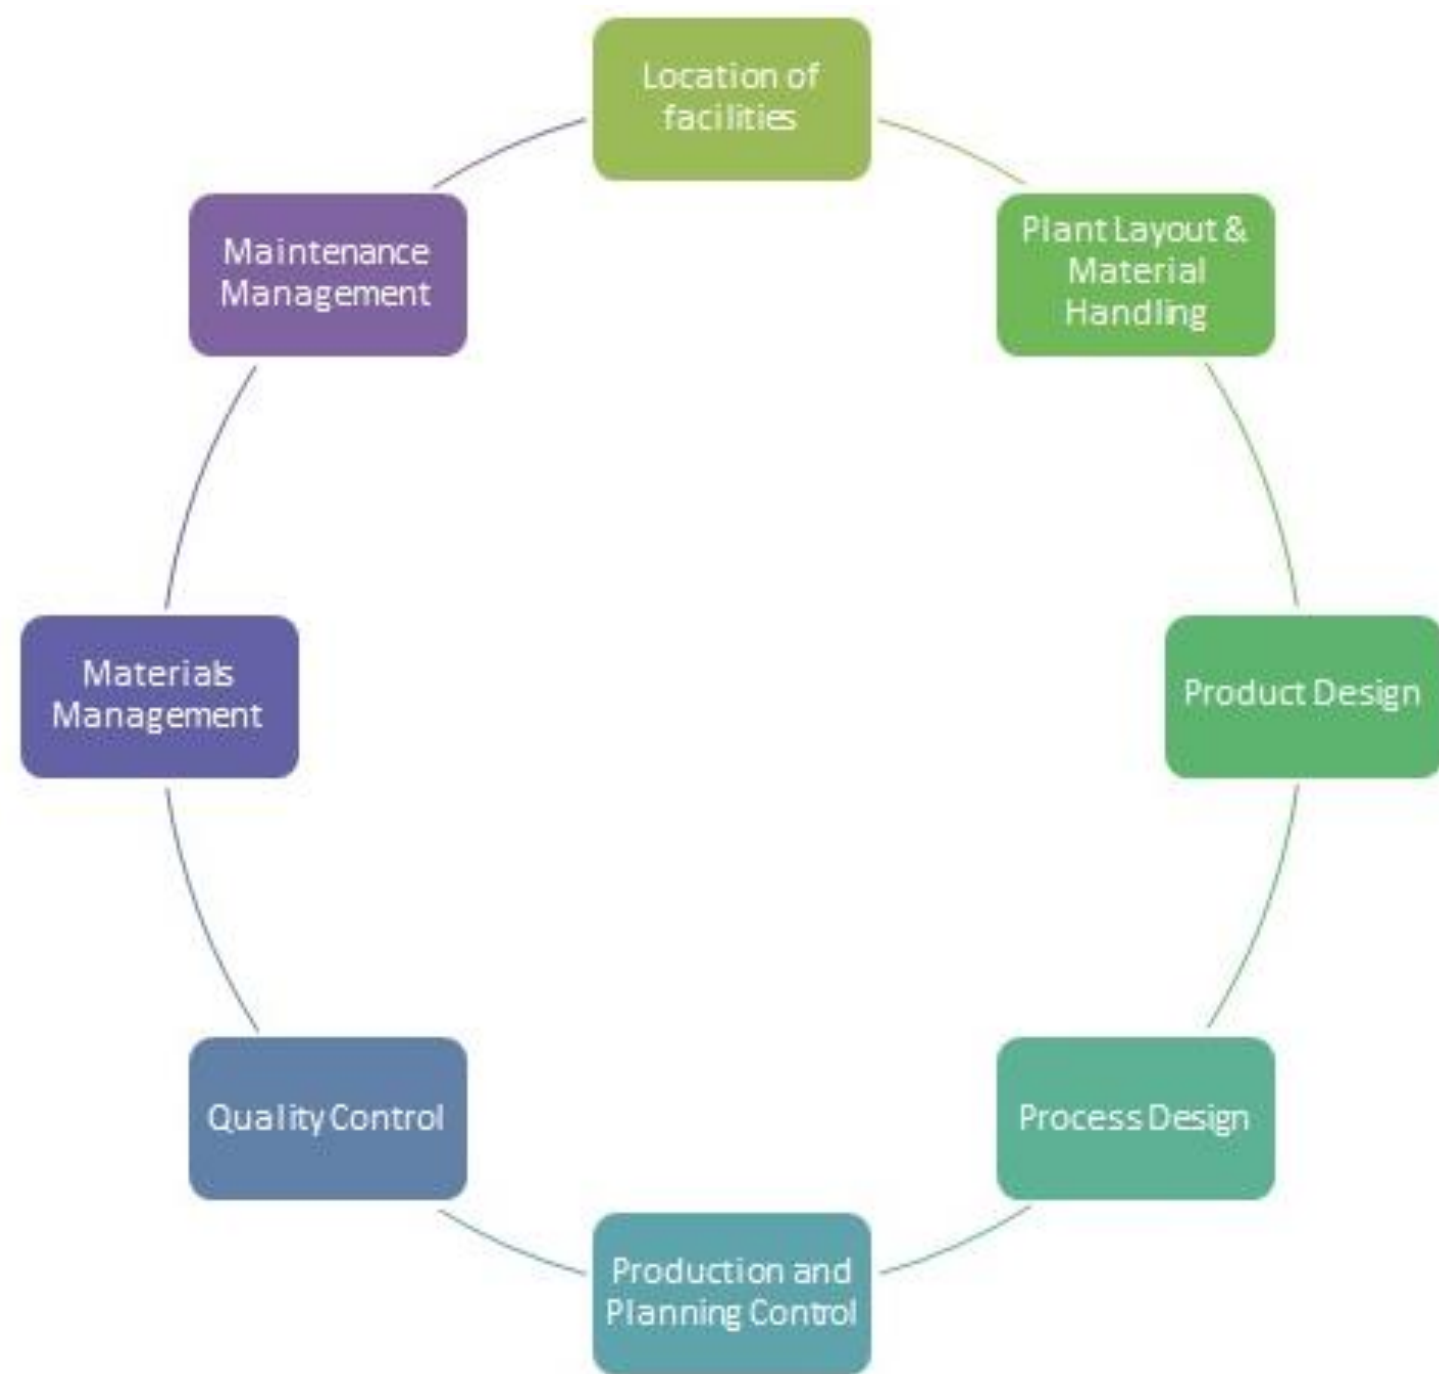 Location of
facilities
Plant Layout &
Material
Handling
Product Design
Process Design
Production and
Planning Control
Quality Control
Materials
Management
Maintenance
Management